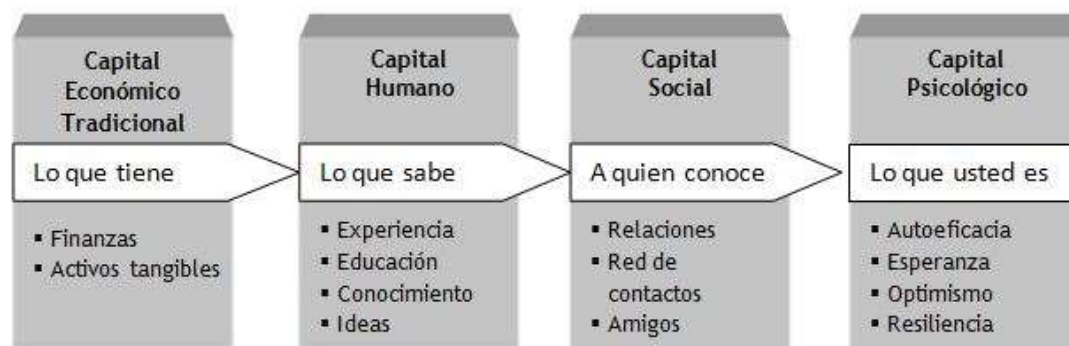 Capital
Económico
Tradicional
Lo que tiene
▪ Finanzas
▪ Activos tangibles
Capital
Humano
Lo que sabe
▪ Experiencia
▪ Educación
▪ Conocimiento
▪ Ideas
Capital
Social
A quien conoce
▪ Relaciones
▪ Red de
contactos
▪ Amigos
Capital
Psicológico
Lo que usted es
▪ Autoeficacia
▪ Esperanza
▪ Optimismo
▪ Resiliencia